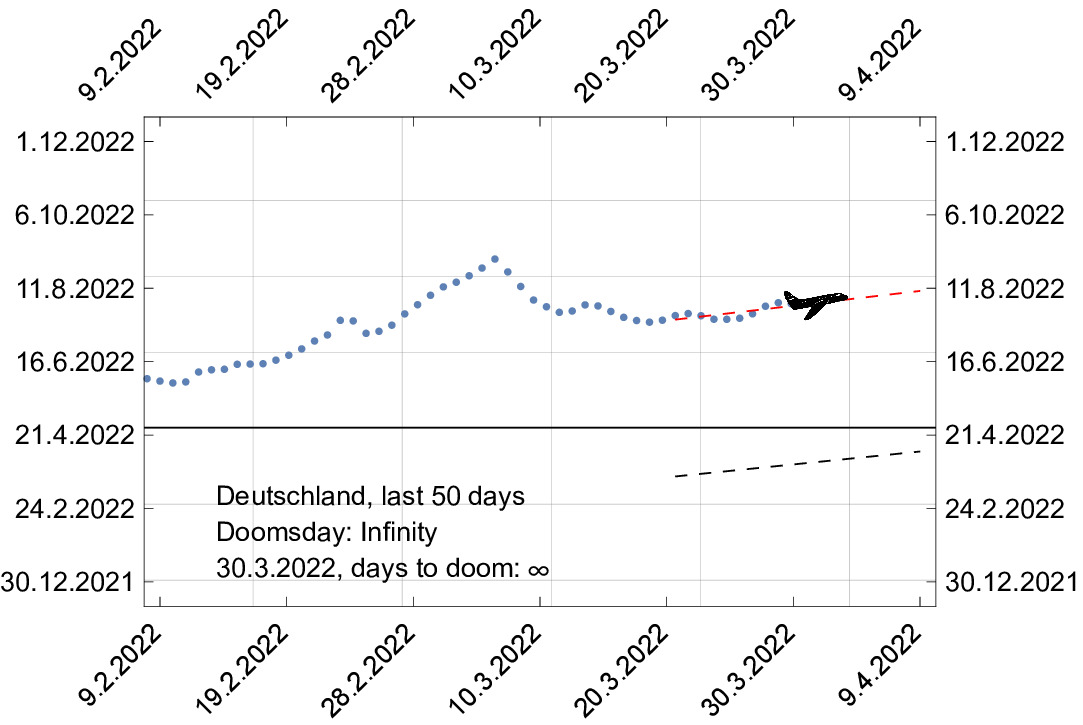 9.2.2022 19.2.2022 28.2.2022 10.3.2022 20.3.2022 30.3.2022 9.4.2022
1.12.2022 1.12.2022
6.10.2022 6.10.2022
11.8.2022 11.8.2022
16.6.2022 16.6.2022
21.4.2022 21.4.2022
Deutschland, last 50 days
24.2.2022 24.2.2022
Doomsday: Infinity
30.3.2022, days to doom: ∞
30.12.2021 30.12.2021
9.2.2022 19.2.2022 28.2.2022 10.3.2022 20.3.2022 30.3.2022 9.4.2022